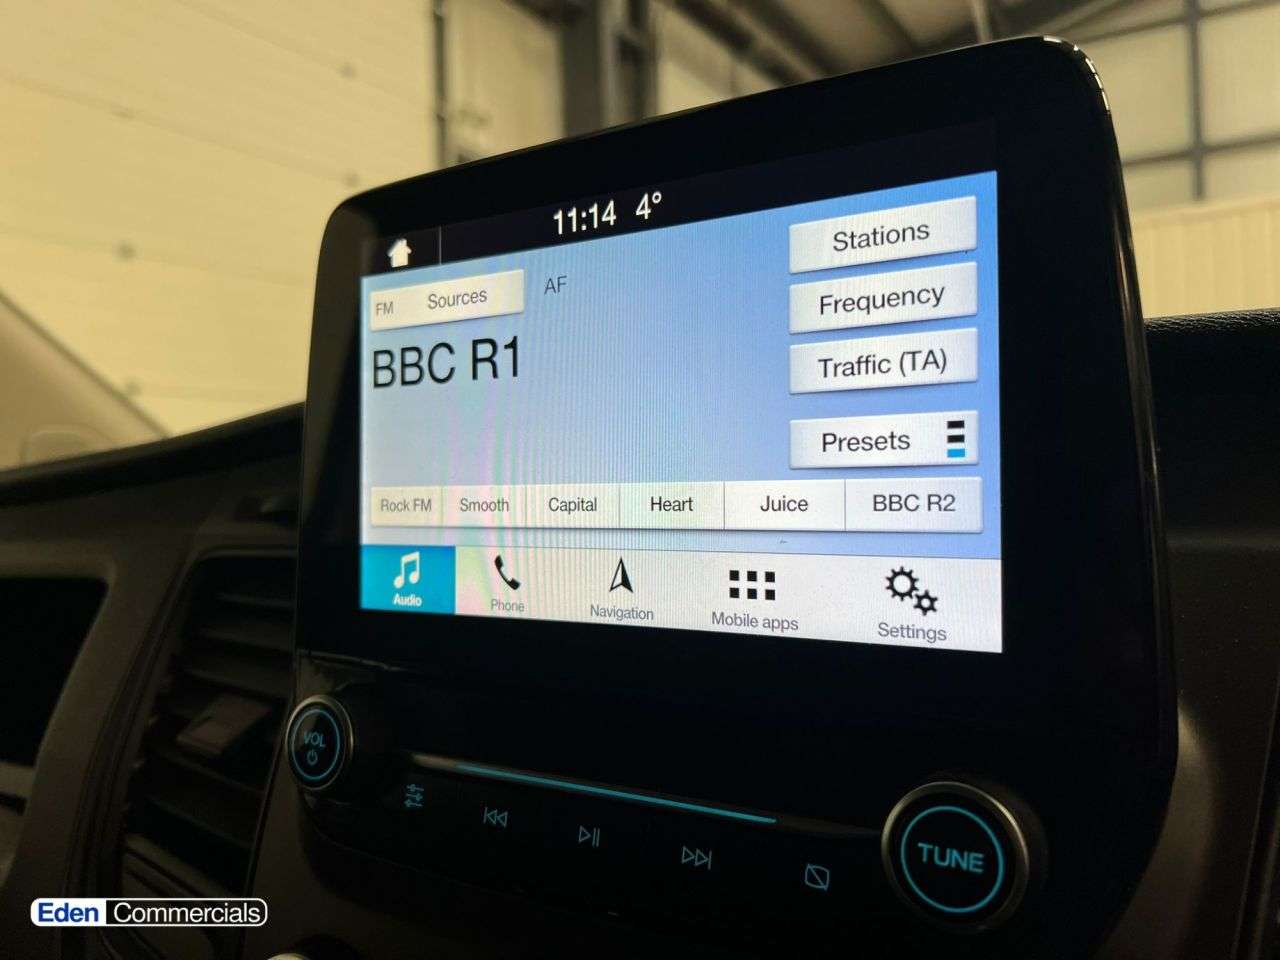 11:14 4°
FM Sources AF
BBC R1
Stations
Frequency
Traffic (TA)
Presets
Rock FM Smooth Capital Heart Juice BBC R2
Audio Phone Navigation Mobile apps Settings
VOL
TUNE
Eden Commercials